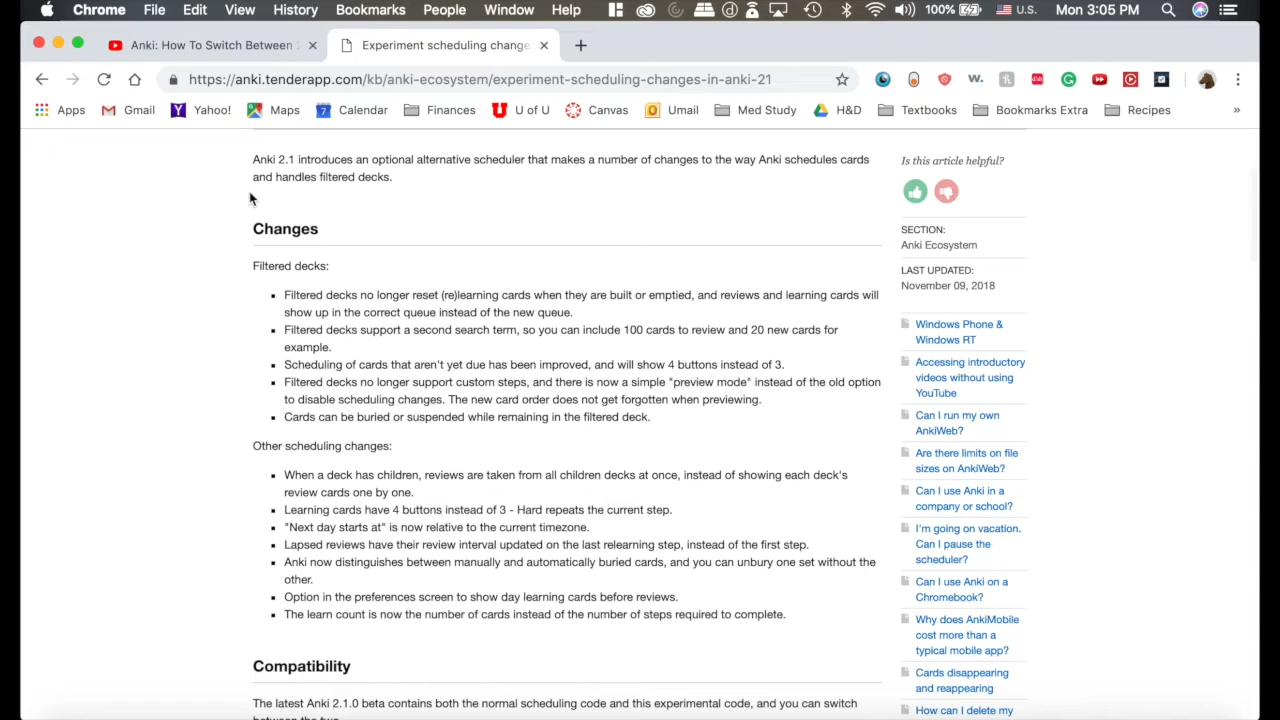 Chrome File Edit View History Bookmarks People Window Help 100% U.S. Mon 3:05 PM
Anki: How To Switch Between
Experiment scheduling change
https://anki.tenderapp.com/kb/anki-ecosystem/experiment-scheduling-changes-in-anki-21
Apps Gmail Yahoo! Maps 7 Calendar Finances U of U Canvas Umail Med Study H&D Textbooks Bookmarks Extra Recipes »
Anki 2.1 introduces an optional alternative scheduler that makes a number of changes to the way Anki schedules cards
and handles filtered decks.
Changes
Filtered decks:
Filtered decks no longer reset (re)learning cards when they are built or emptied, and reviews and learning cards will
show up in the correct queue instead of the new queue.
Filtered decks support a second search term, so you can include 100 cards to review and 20 new cards for
example.
Scheduling of cards that aren't yet due has been improved, and will show 4 buttons instead of 3.
Filtered decks no longer support custom steps, and there is now a simple "preview mode" instead of the old option
to disable scheduling changes. The new card order does not get forgotten when previewing.
Cards can be buried or suspended while remaining in the filtered deck.
Other scheduling changes:
When a deck has children, reviews are taken from all children decks at once, instead of showing each deck's
review cards one by one.
Learning cards have 4 buttons instead of 3 - Hard repeats the current step.
"Next day starts at" is now relative to the current timezone.
Lapsed reviews have their review interval updated on the last relearning step, instead of the first step.
Anki now distinguishes between manually and automatically buried cards, and you can unbury one set without the
other.
Option in the preferences screen to show day learning cards before reviews.
The learn count is now the number of cards instead of the number of steps required to complete.
Compatibility
The latest Anki 2.1.0 beta contains both the normal scheduling code and this experimental code, and you can switch
between the two
Is this article helpful?
SECTION:
Anki Ecosystem
LAST UPDATED:
November 09, 2018
Windows Phone &
Windows RT
Accessing introductory
videos without using
YouTube
Can I run my own
AnkiWeb?
Are there limits on file
sizes on AnkiWeb?
Can I use Anki in a
company or school?
I'm going on vacation.
Can I pause the
scheduler?
Can I use Anki on a
Chromebook?
Why does AnkiMobile
cost more than a
typical mobile app?
Cards disappearing
and reappearing
How can I delete my